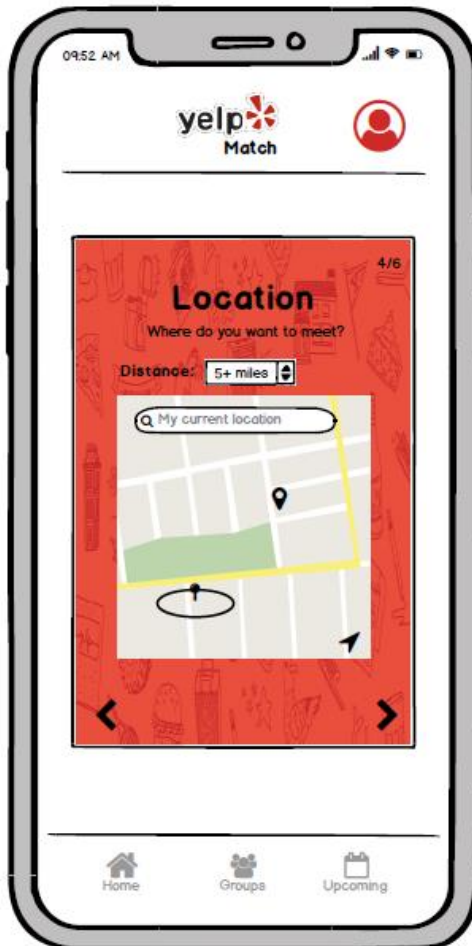 09:52 AM
yelp
Match
4/6
Location
Where do you want to meet?
Distance: 5+ miles
My current location
Home Groups Upcoming